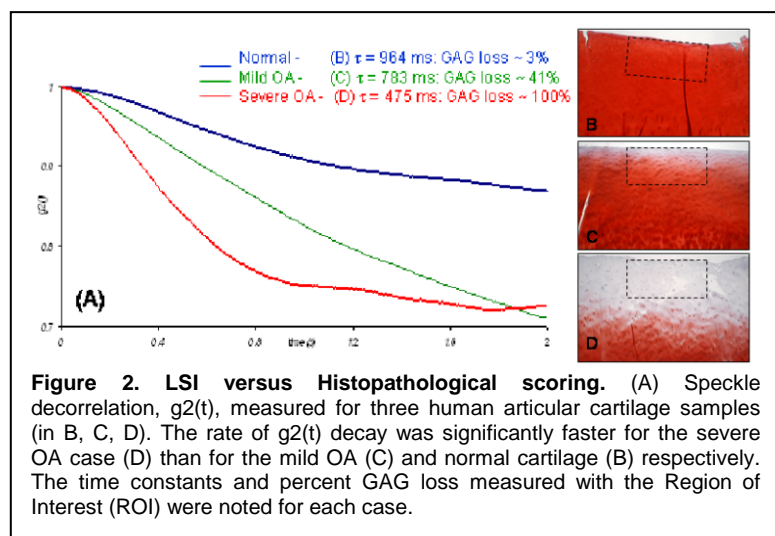 Normal - (B) τ = 964 ms: GAG loss ~ 3%
Mild OA - (C) τ = 783 ms: GAG loss ~ 41%
Severe OA - (D) τ = 475 ms: GAG loss ~ 100%
1
0.9
g2(t)
0.8
(A)
0.7
0 0.4 0.8 time 1.2 1.6 2
B
C
D
Figure 2. LSI versus Histopathological scoring. (A) Speckle
decorrelation, g2(t), measured for three human articular cartilage samples
(in B, C, D). The rate of g2(t) decay was significantly faster for the severe
OA case (D) than for the mild OA (C) and normal cartilage (B) respectively.
The time constants and percent GAG loss measured with the Region of
Interest (ROI) were noted for each case.